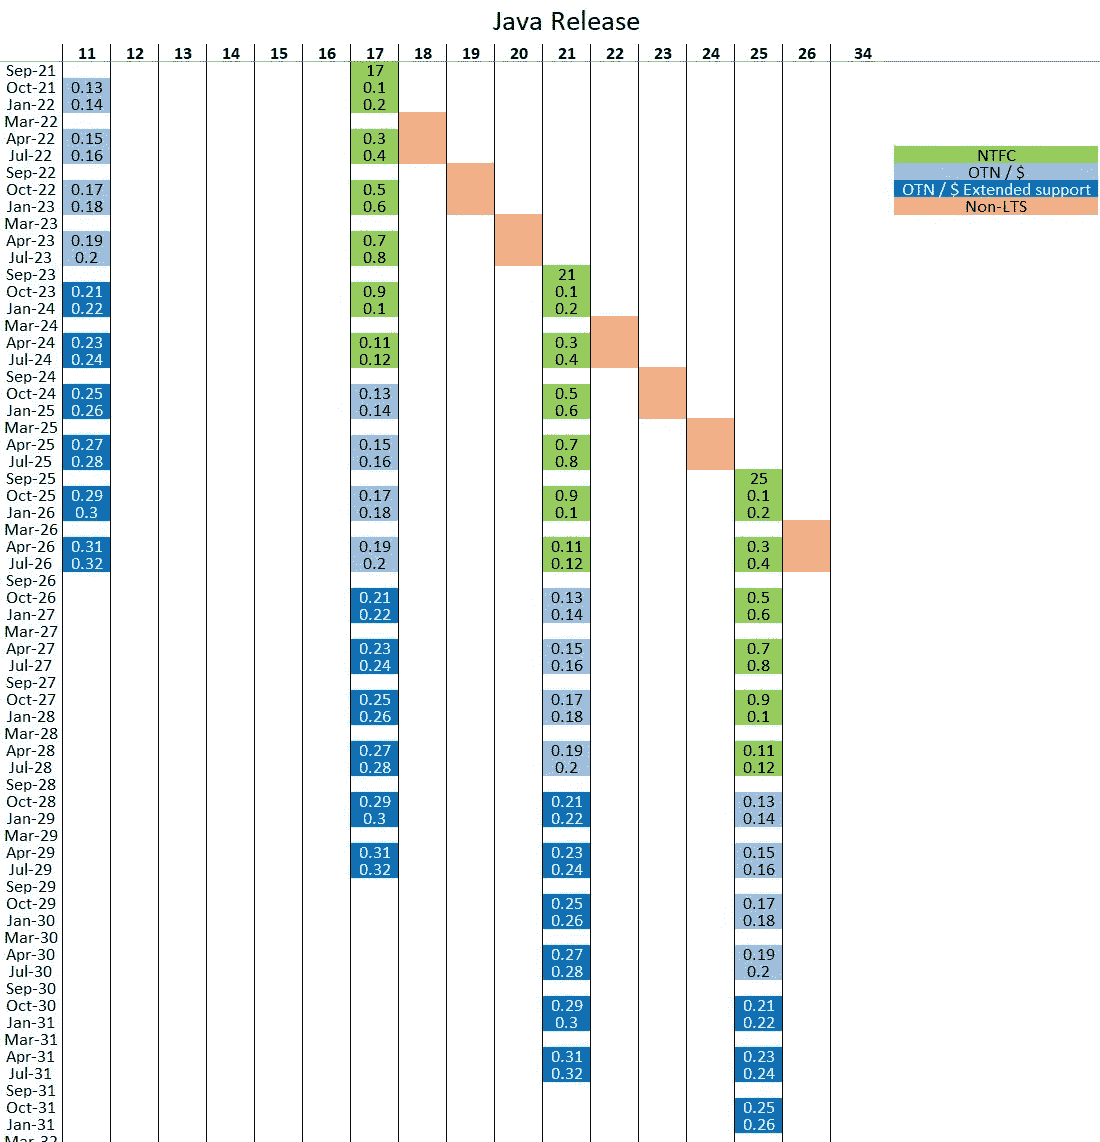 Java Release
11 12 13 14 15 16 17 18 19 20 21 22 23 24 25 26 34
Sep-21 17
Oct-21 0.13 0.1
Jan-22 0.14 0.2
Mar-22
Apr-22 0.15 0.3
NTFC
Jul-22 0.16 0.4
Sep-22
OTN / $
Oct-22 0.17 0.5
OTN / $ Extended support
Jan-23 0.18 0.6
Non-LTS
Mar-23
Apr-23 0.19 0.7
Jul-23 0.2 0.8
Sep-23 21
Oct-23 0.21 0.9 0.1
Jan-24 0.22 0.1 0.2
Mar-24
Apr-24 0.23 0.11 0.3
Jul-24 0.24 0.12 0.4
Sep-24
Oct-24 0.25 0.13 0.5
Jan-25 0.26 0.14 0.6
Mar-25
Apr-25 0.27 0.15 0.7
Jul-25 0.28 0.16 0.8
Sep-25 25
Oct-25 0.29 0.17 0.9 0.1
Jan-26 0.3 0.18 0.1 0.2
Mar-26
Apr-26 0.31 0.19 0.11 0.3
Jul-26 0.32 0.2 0.12 0.4
Sep-26
Oct-26 0.21 0.13 0.5
Jan-27 0.22 0.14 0.6
Mar-27
Apr-27 0.23 0.15 0.7
Jul-27 0.24 0.16 0.8
Sep-27
Oct-27 0.25 0.17 0.9
Jan-28 0.26 0.18 0.1
Mar-28
Apr-28 0.27 0.19 0.11
Jul-28 0.28 0.2 0.12
Sep-28
Oct-28 0.29 0.21 0.13
Jan-29 0.3 0.22 0.14
Mar-29
Apr-29 0.31 0.23 0.15
Jul-29 0.32 0.24 0.16
Sep-29
Oct-29 0.25 0.17
Jan-30 0.26 0.18
Mar-30
Apr-30 0.27 0.19
Jul-30 0.28 0.2
Sep-30
Oct-30 0.29 0.21
Jan-31 0.3 0.22
Mar-31
Apr-31 0.31 0.23
Jul-31 0.32 0.24
Sep-31
Oct-31 0.25
Jan-31 0.26
Mar-32